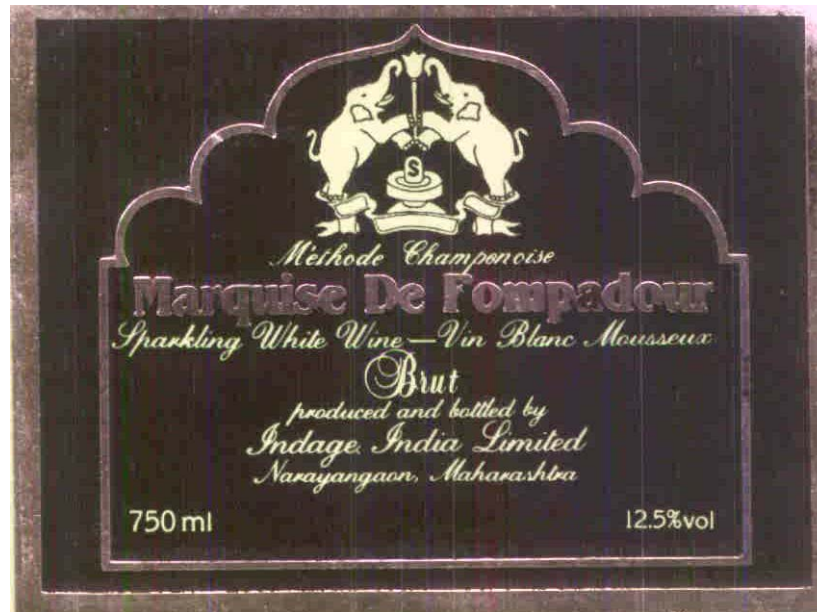 S
Méthode Champonoise
Marquise De Pompadour
Sparkling White Wine—Vin Blanc Mousseux
Brut
produced and bottled by
Indage India Limited
Narayangaon, Maharashtra
750 ml
12.5%vol